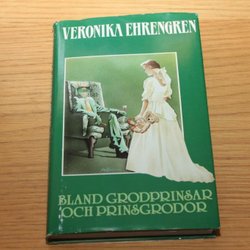 VERONIKA EHRENGREN
BLAND GRODPRINSAR
OCH PRINSGRODOR